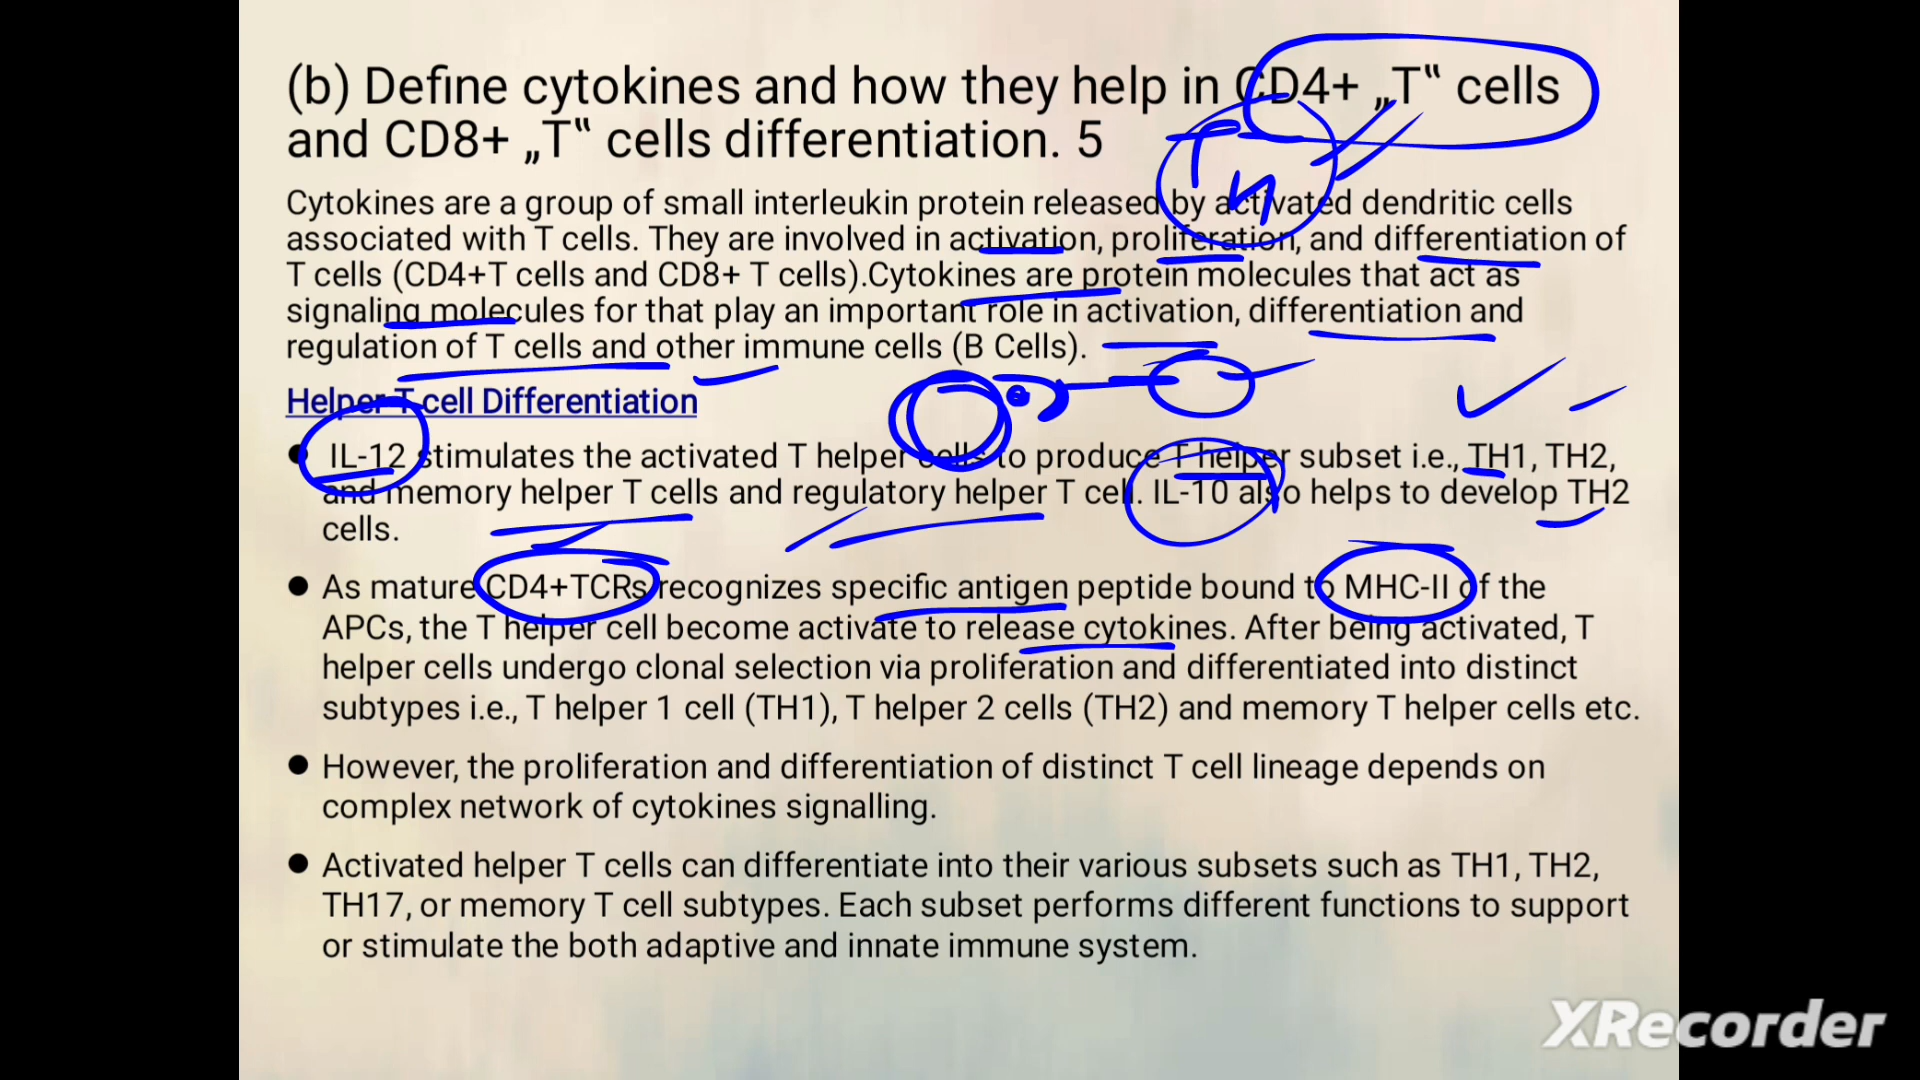 (b) Define cytokines and how they help in CD4+ „T‟ cells
and CD8+ „T‟ cells differentiation. 5
Cytokines are a group of small interleukin protein released by activated dendritic cells
associated with T cells. They are involved in activation, proliferation, and differentiation of
T cells (CD4+T cells and CD8+ T cells).Cytokines are protein molecules that act as
signaling molecules for that play an important role in activation, differentiation and
regulation of T cells and other immune cells (B Cells).
Helper T cell Differentiation
● IL-12 stimulates the activated T helper cells to produce T helper subset i.e., TH1, TH2,
and memory helper T cells and regulatory helper T cell. IL-10 also helps to develop TH2
cells.
● As mature CD4+TCRs recognizes specific antigen peptide bound to MHC-II of the
APCs, the T helper cell become activate to release cytokines. After being activated, T
helper cells undergo clonal selection via proliferation and differentiated into distinct
subtypes i.e., T helper 1 cell (TH1), T helper 2 cells (TH2) and memory T helper cells etc.
● However, the proliferation and differentiation of distinct T cell lineage depends on
complex network of cytokines signalling.
● Activated helper T cells can differentiate into their various subsets such as TH1, TH2,
TH17, or memory T cell subtypes. Each subset performs different functions to support
or stimulate the both adaptive and innate immune system.
XRecorder